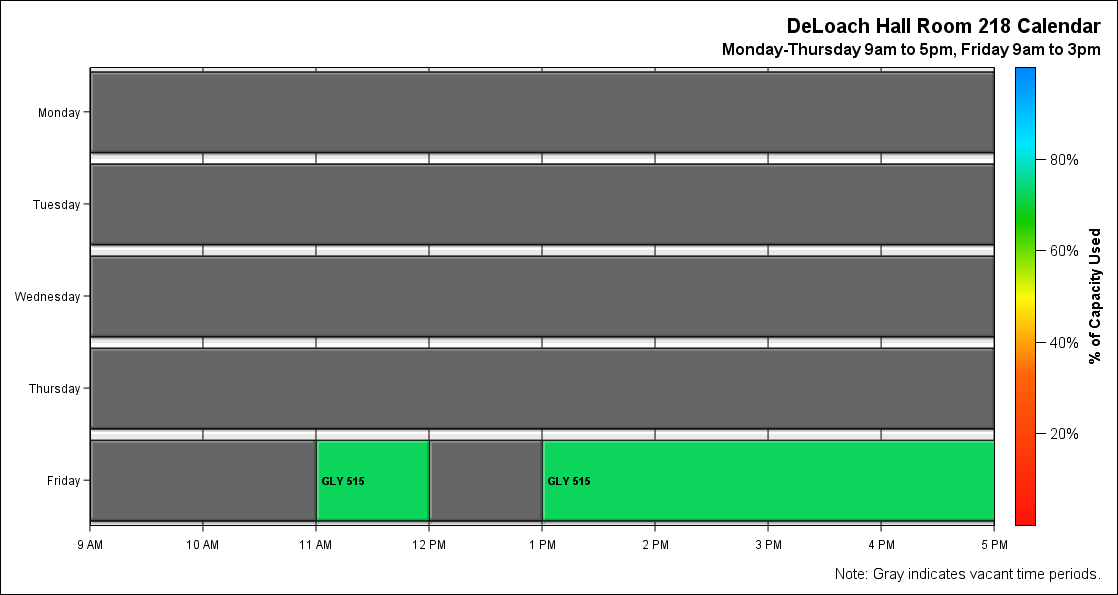 DeLoach Hall Room 218 Calendar
Monday-Thursday 9am to 5pm, Friday 9am to 3pm
Monday
Tuesday
Wednesday
Thursday
Friday
GLY 515
GLY 515
9 AM
10 AM
11 AM
12 PM
1 PM
2 PM
3 PM
4 PM
5 PM
80%
60%
40%
20%
% of Capacity Used
Note: Gray indicates vacant time periods.